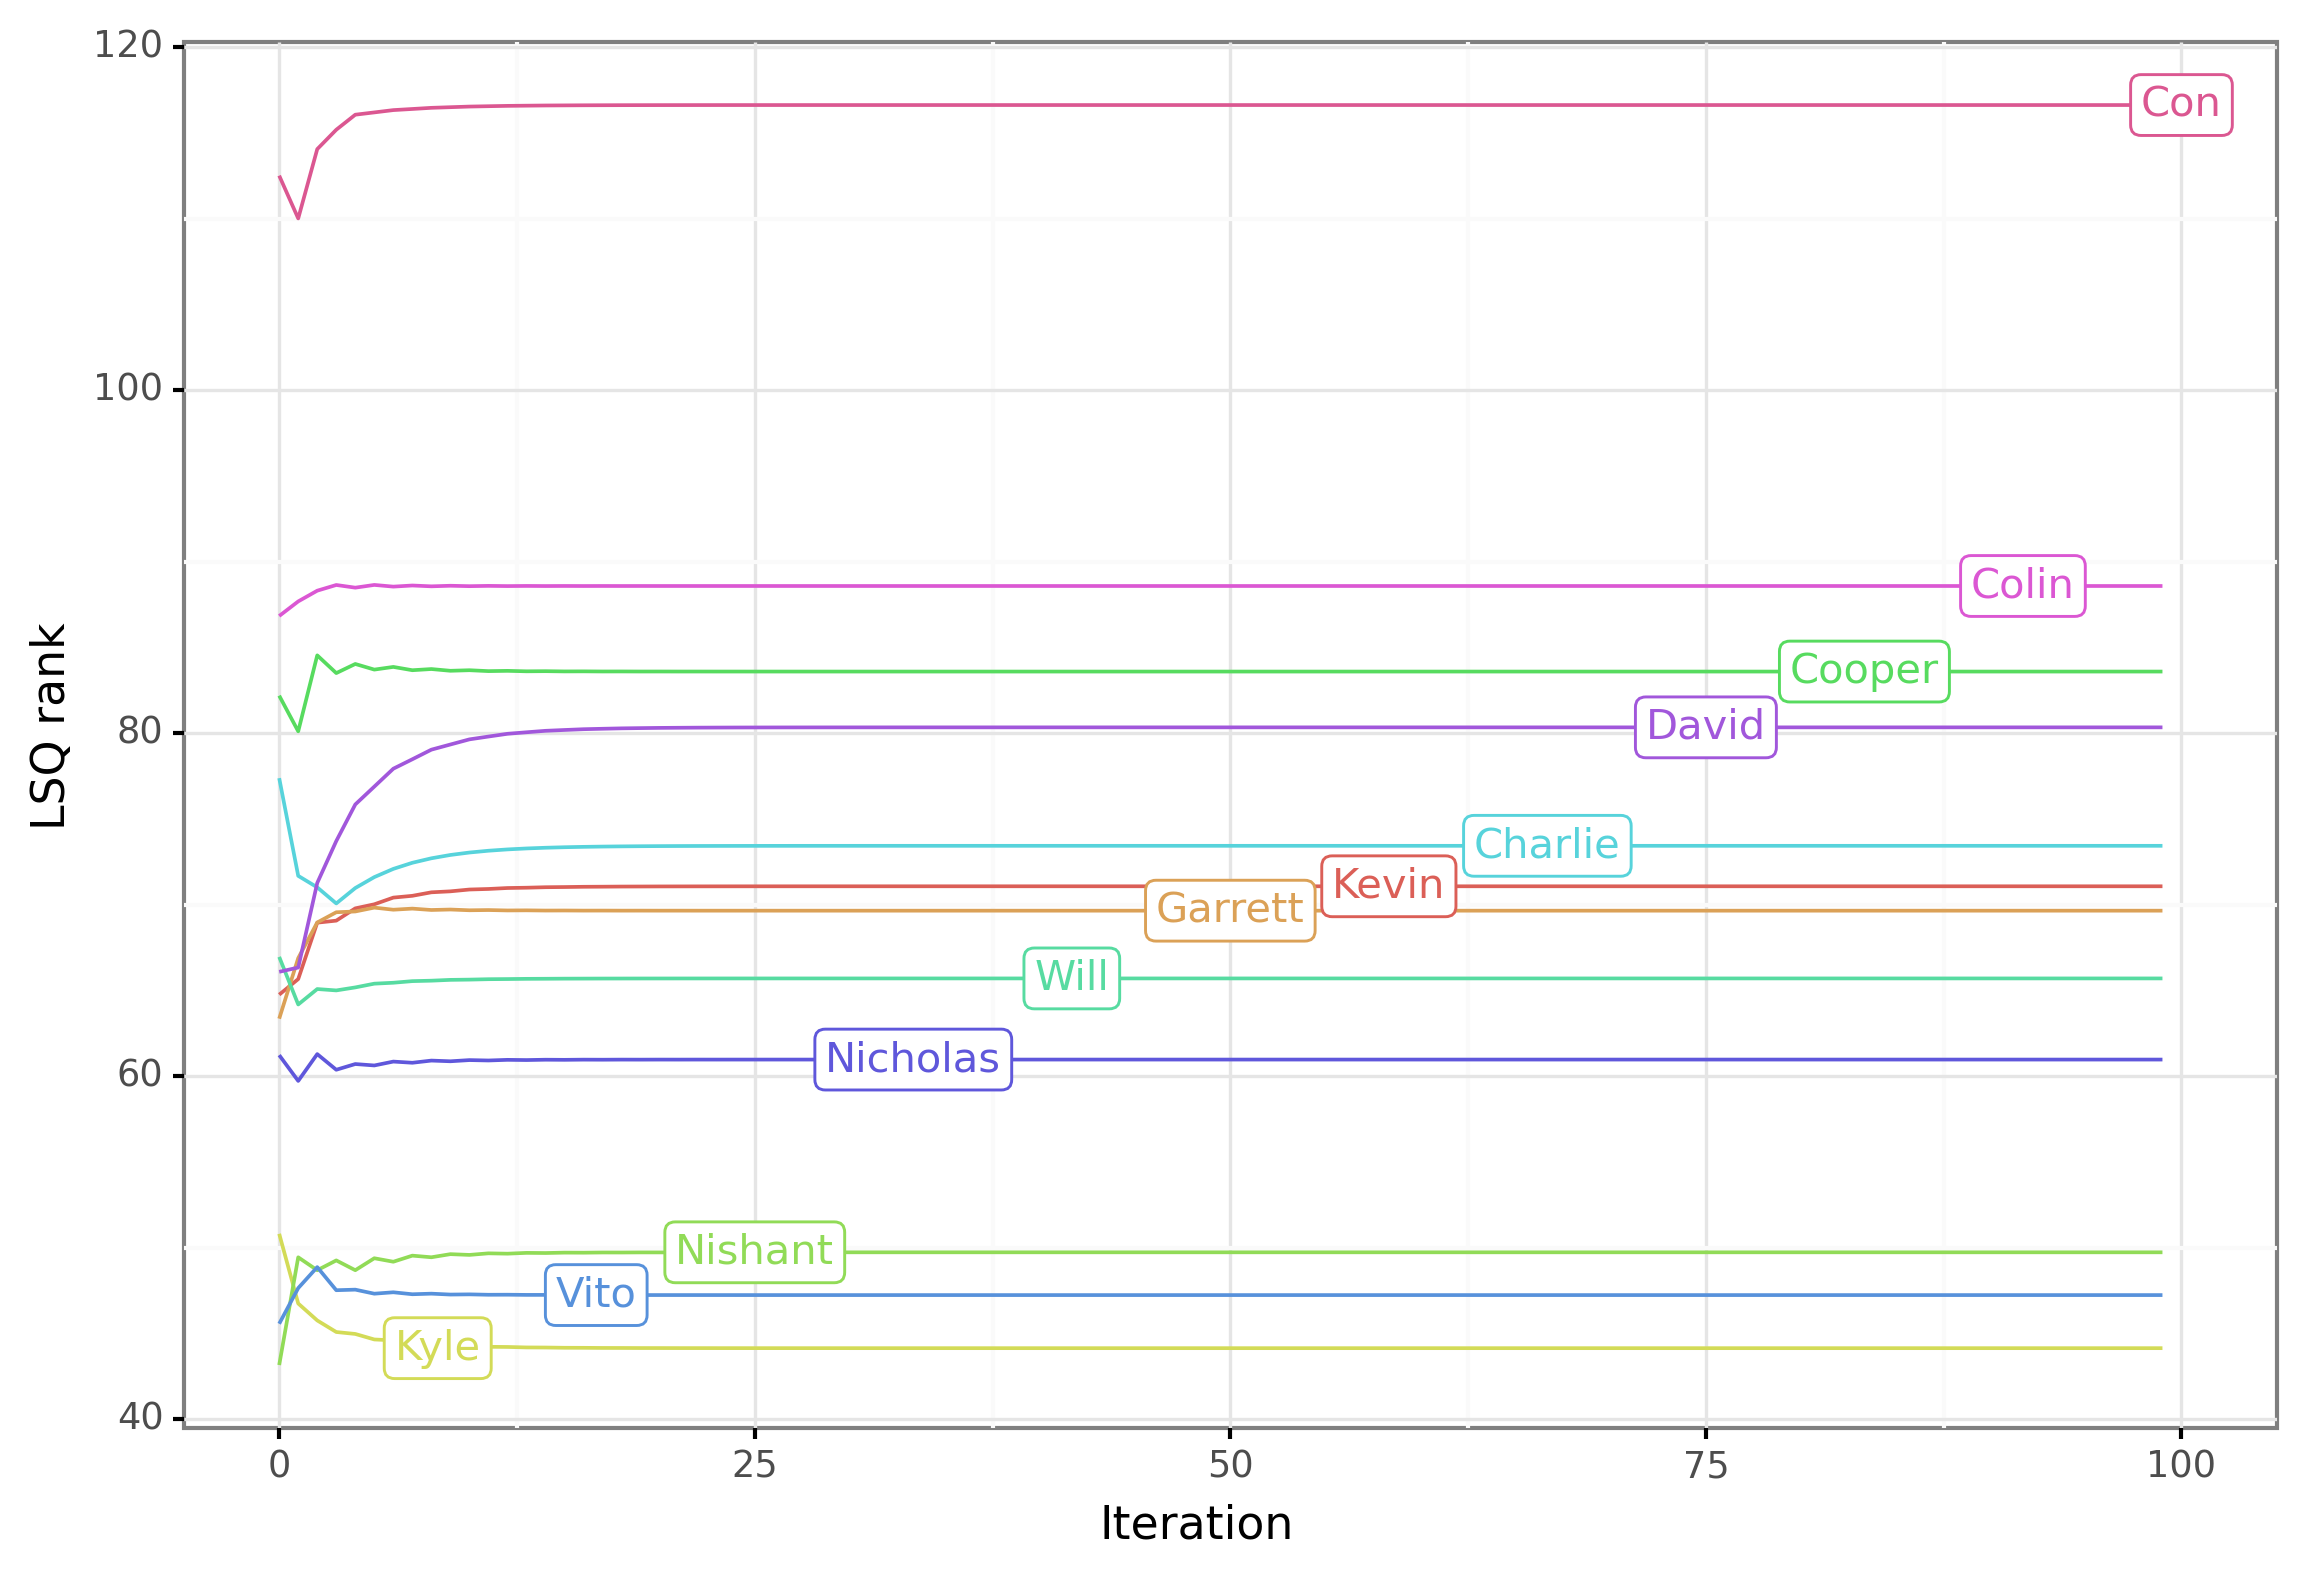 120
Con
100
Colin
LSQ rank
Cooper
80
David
Charlie
Kevin
Garrett
Will
60
Nicholas
Nishant
Vito
Kyle
40
0 25 50 75 100
Iteration